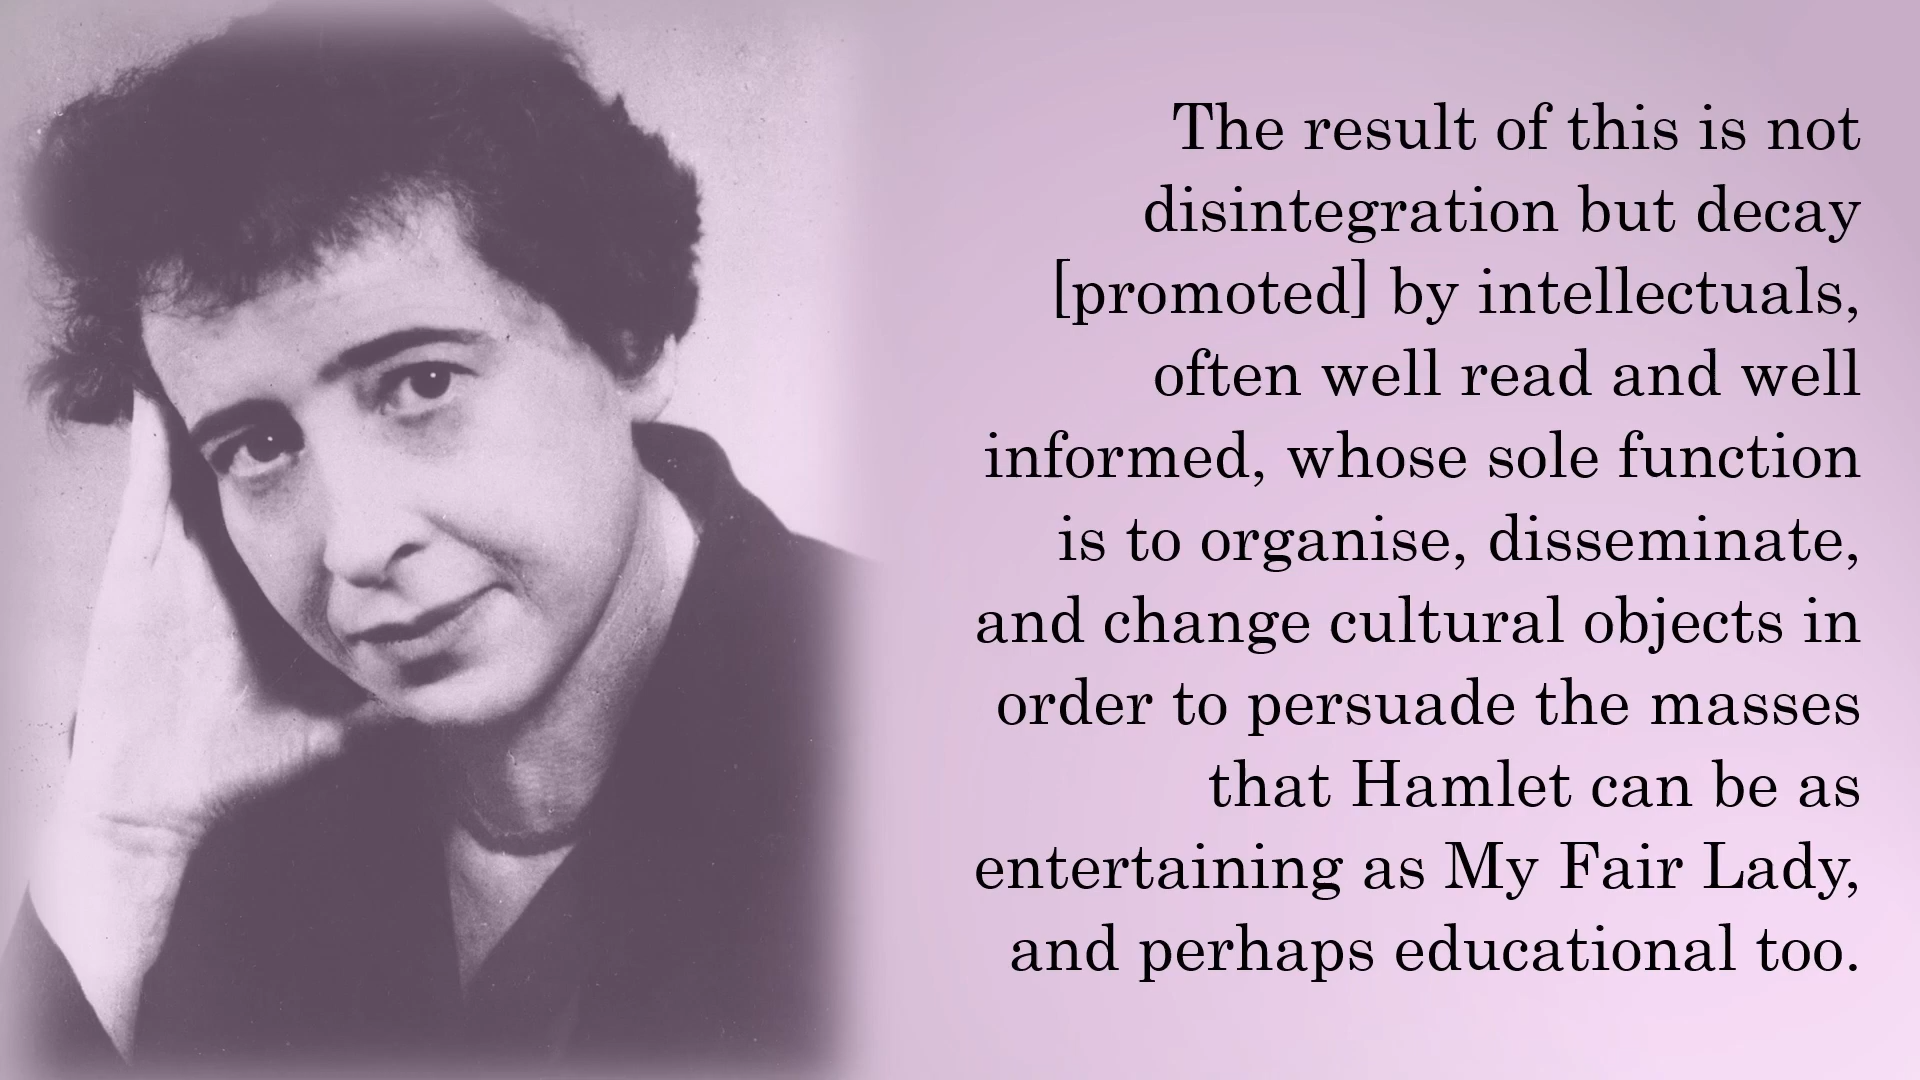 The result of this is not
disintegration but decay
[promoted] by intellectuals,
often well read and well
informed, whose sole function
is to organise, disseminate,
and change cultural objects in
order to persuade the masses
that Hamlet can be as
entertaining as My Fair Lady,
and perhaps educational too.